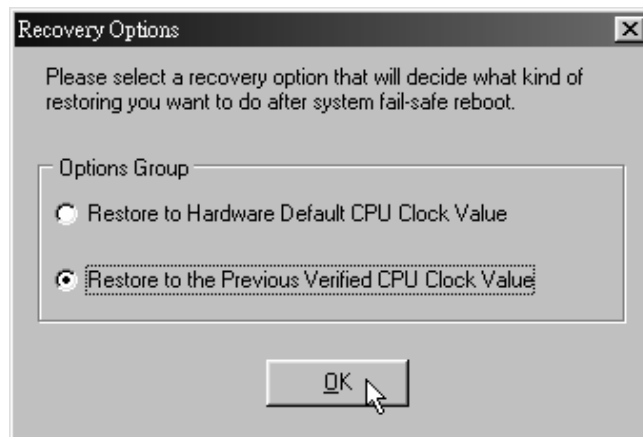 Recovery Options
Please select a recovery option that will decide what kind of
restoring you want to do after system fail-safe reboot.
Options Group
Restore to Hardware Default CPU Clock Value
Restore to the Previous Verified CPU Clock Value
OK